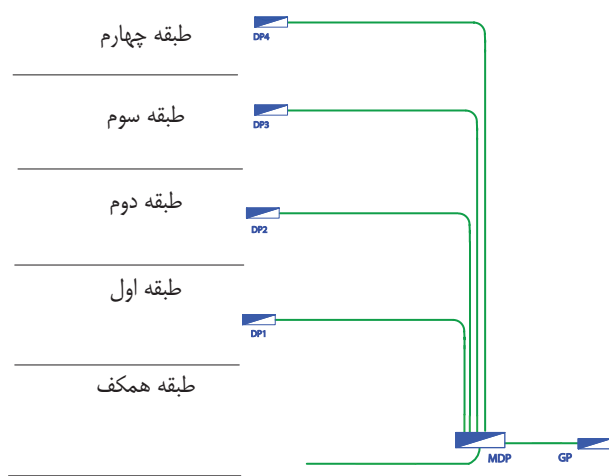 طبقه چهارم
DP4
طبقه سوم
DP3
طبقه دوم
DP2
طبقه اول
DP1
طبقه همکف
MDP
GP